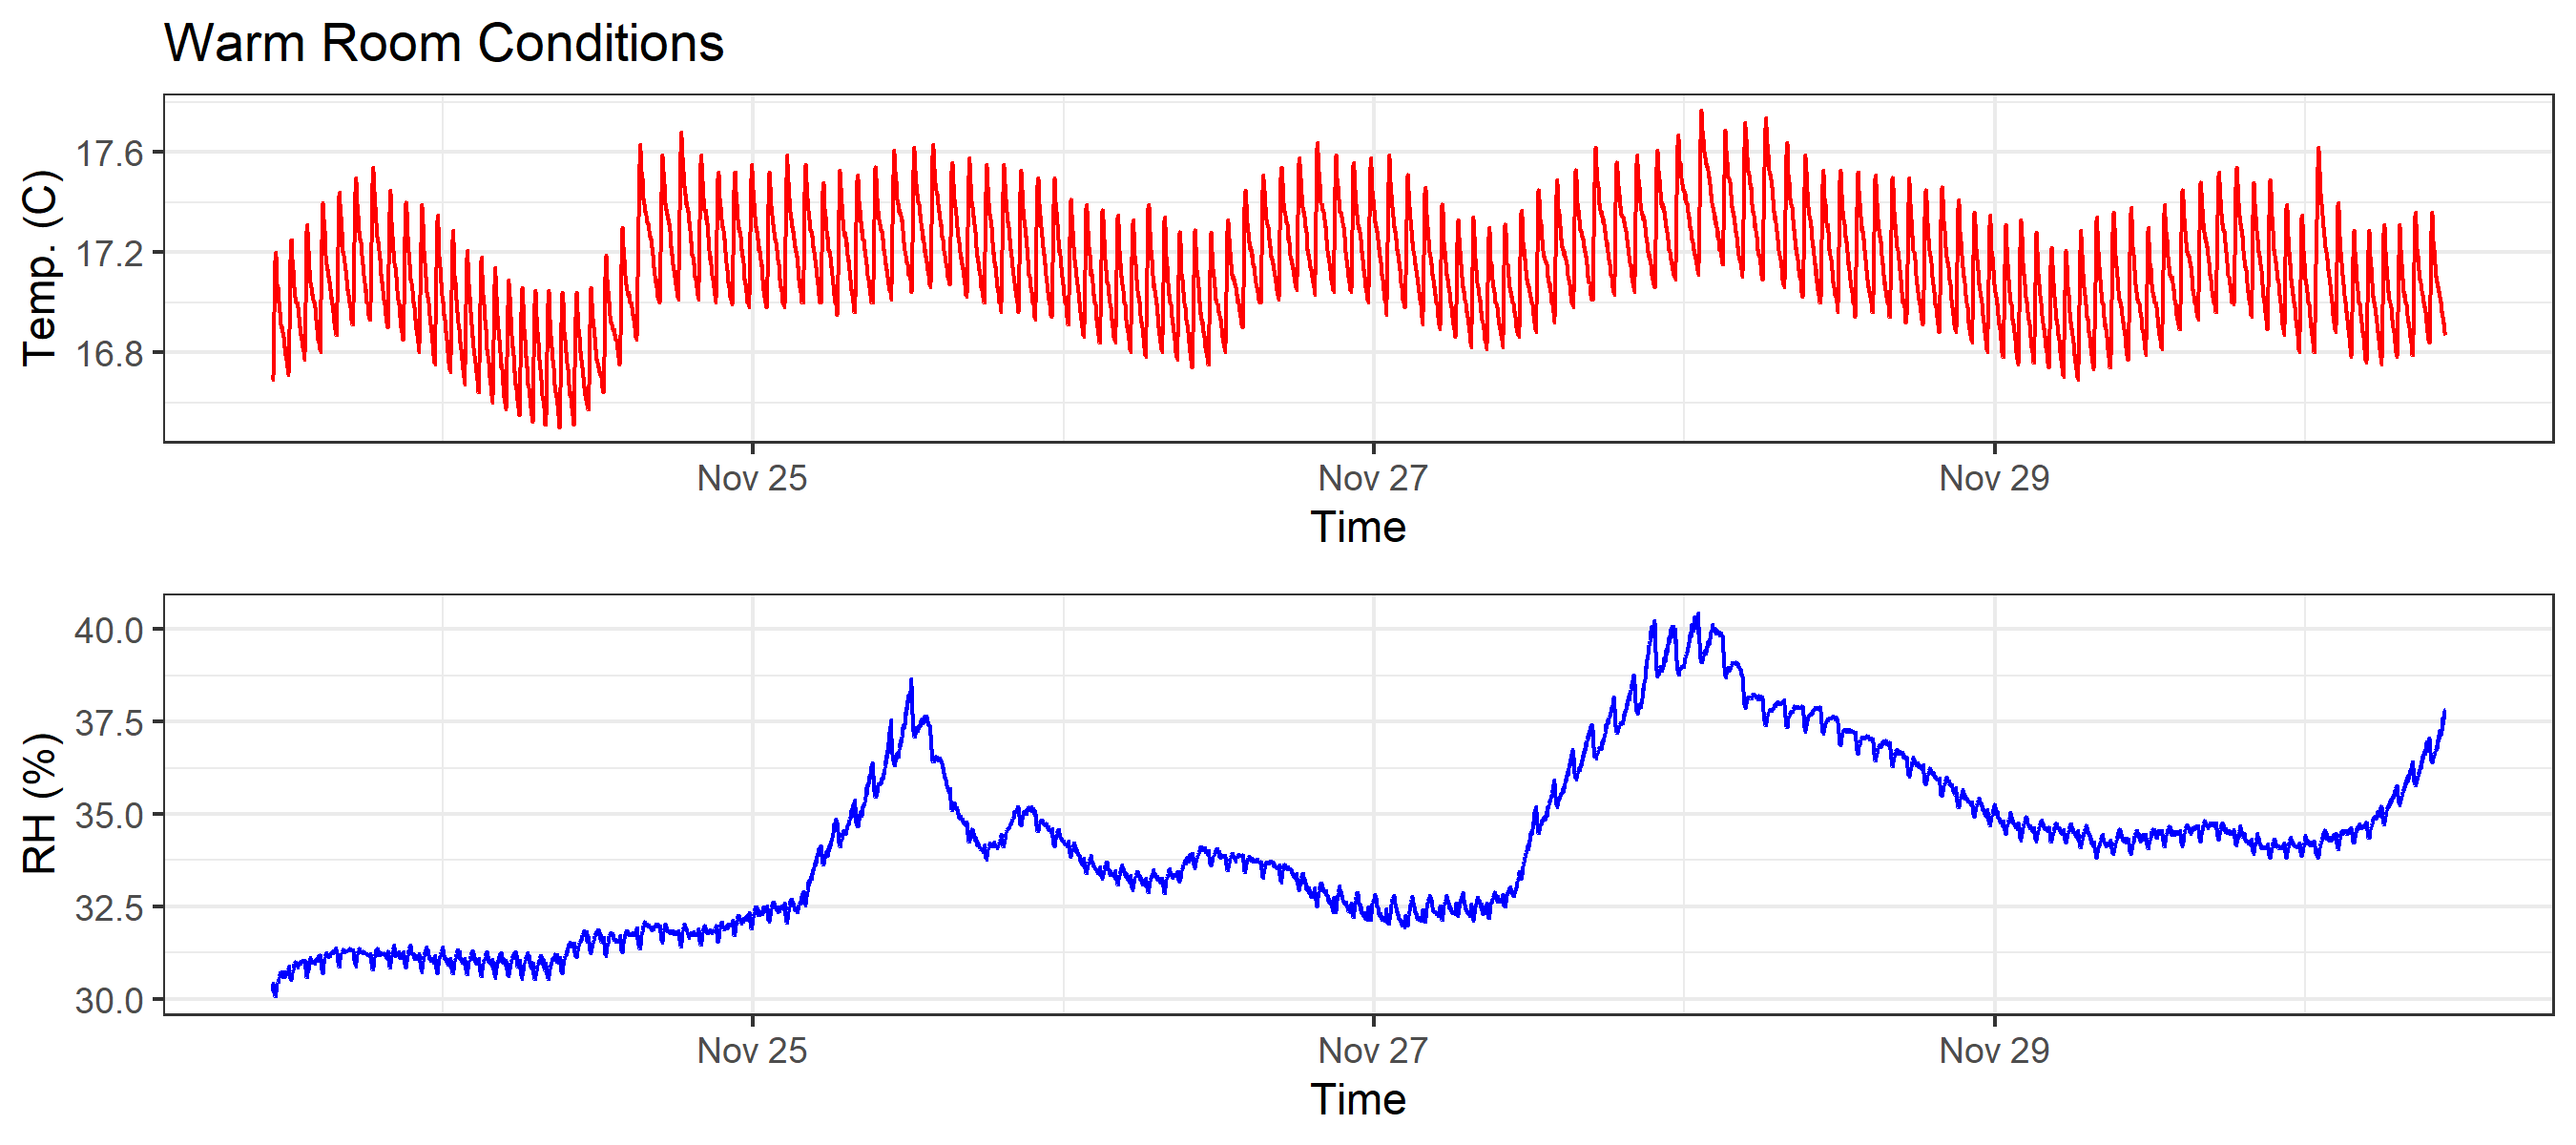 Warm Room Conditions
Temp. (C)
17.6
17.2
16.8
Nov 25 Nov 27 Nov 29
Time
RH (%)
40.0
37.5
35.0
32.5
30.0
Nov 25 Nov 27 Nov 29
Time